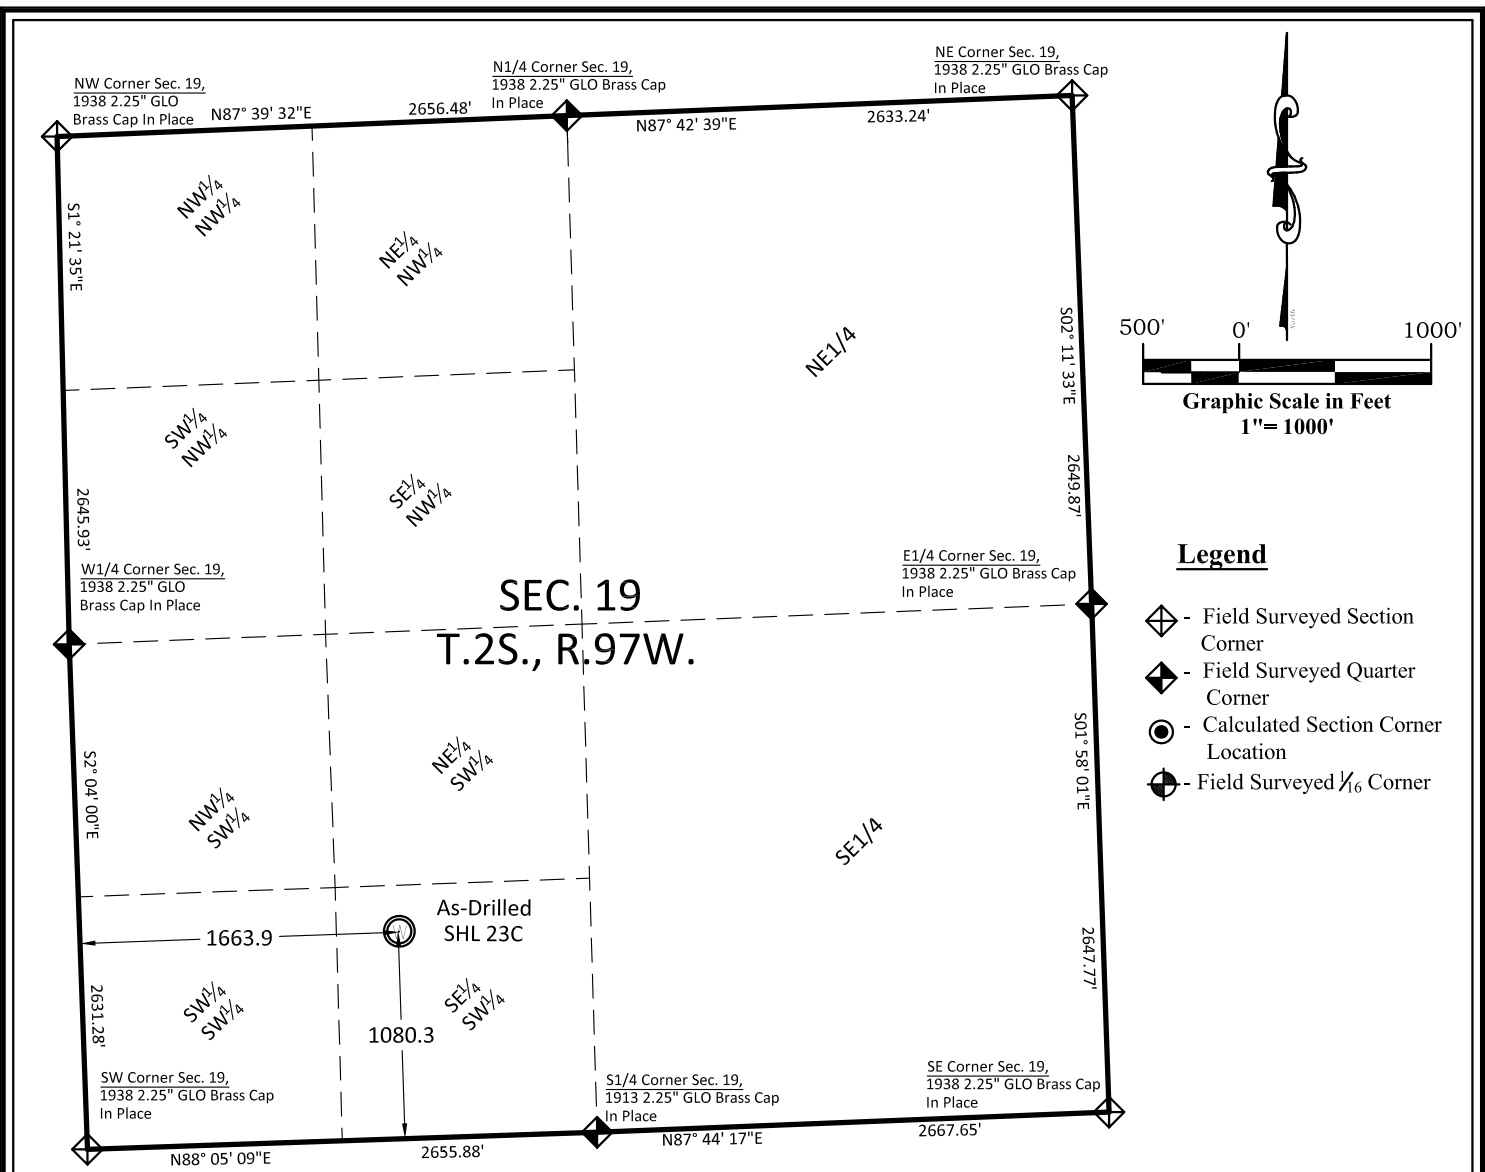 NW Corner Sec. 19,
1938 2.25" GLO
Brass Cap In Place
N87° 39' 32"E
2656.48'
N1/4 Corner Sec. 19,
1938 2.25" GLO Brass Cap
In Place
N87° 42' 39"E
2633.24'
NE Corner Sec. 19,
1938 2.25" GLO Brass Cap
In Place
S1° 21' 35"E
2645.93'
NW1/4
NW1/4
NE1/4
NW1/4
SW1/4
NW1/4
SE1/4
NW1/4
NE1/4
S02° 11' 33"E
2649.87'
W1/4 Corner Sec. 19,
1938 2.25" GLO
Brass Cap In Place
E1/4 Corner Sec. 19,
1938 2.25" GLO Brass Cap
In Place
SEC. 19
T.2S., R.97W.
S2° 04' 00"E
2631.28'
NW1/4
SW1/4
NE1/4
SW1/4
SE1/4
S01° 58' 01"E
2647.77'
As-Drilled
SHL 23C
1663.9
1080.3
SW1/4
SW1/4
SE1/4
SW1/4
SW Corner Sec. 19,
1938 2.25" GLO Brass Cap
In Place
N88° 05' 09"E
2655.88'
S1/4 Corner Sec. 19,
1913 2.25" GLO Brass Cap
In Place
N87° 44' 17"E
2667.65'
SE Corner Sec. 19,
1938 2.25" GLO Brass Cap
In Place
North
500' 0' 1000'
Graphic Scale in Feet
1"= 1000'
Legend
- Field Surveyed Section
Corner
- Field Surveyed Quarter
Corner
- Calculated Section Corner
Location
- Field Surveyed 1/16 Corner